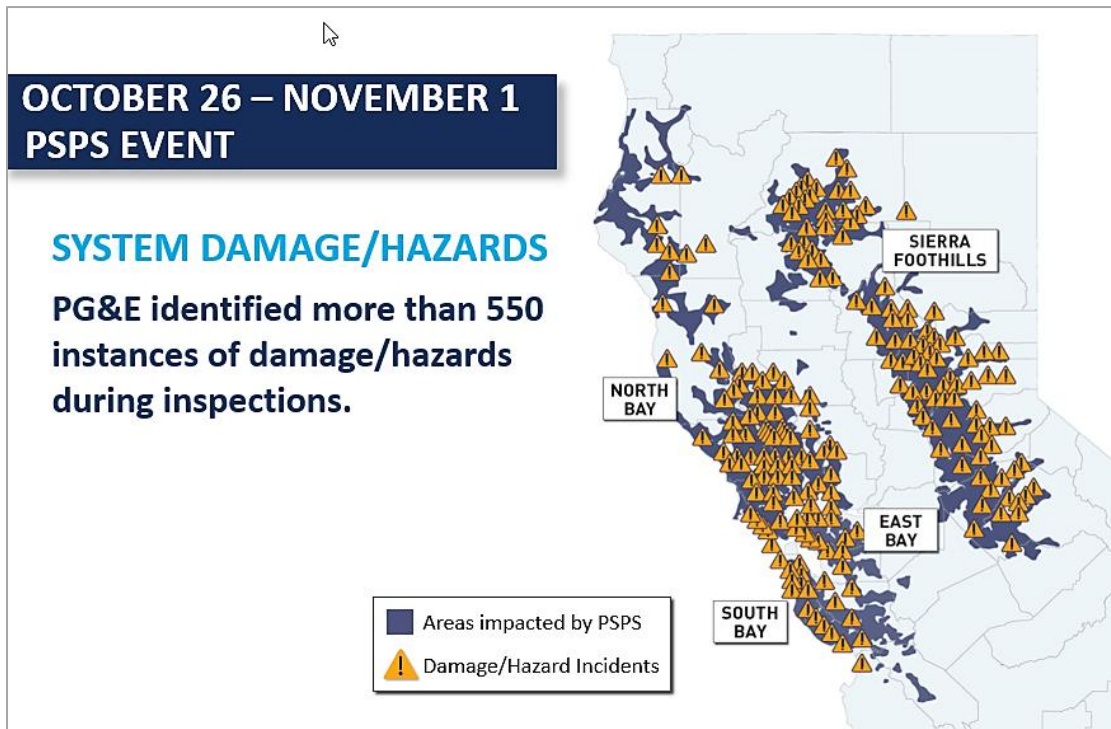 OCTOBER 26 – NOVEMBER 1
PSPS EVENT
SYSTEM DAMAGE/HAZARDS
PG&E identified more than 550
instances of damage/hazards
during inspections.
SIERRA
FOOTHILLS
NORTH
BAY
EAST
BAY
SOUTH
BAY
Areas impacted by PSPS
Damage/Hazard Incidents